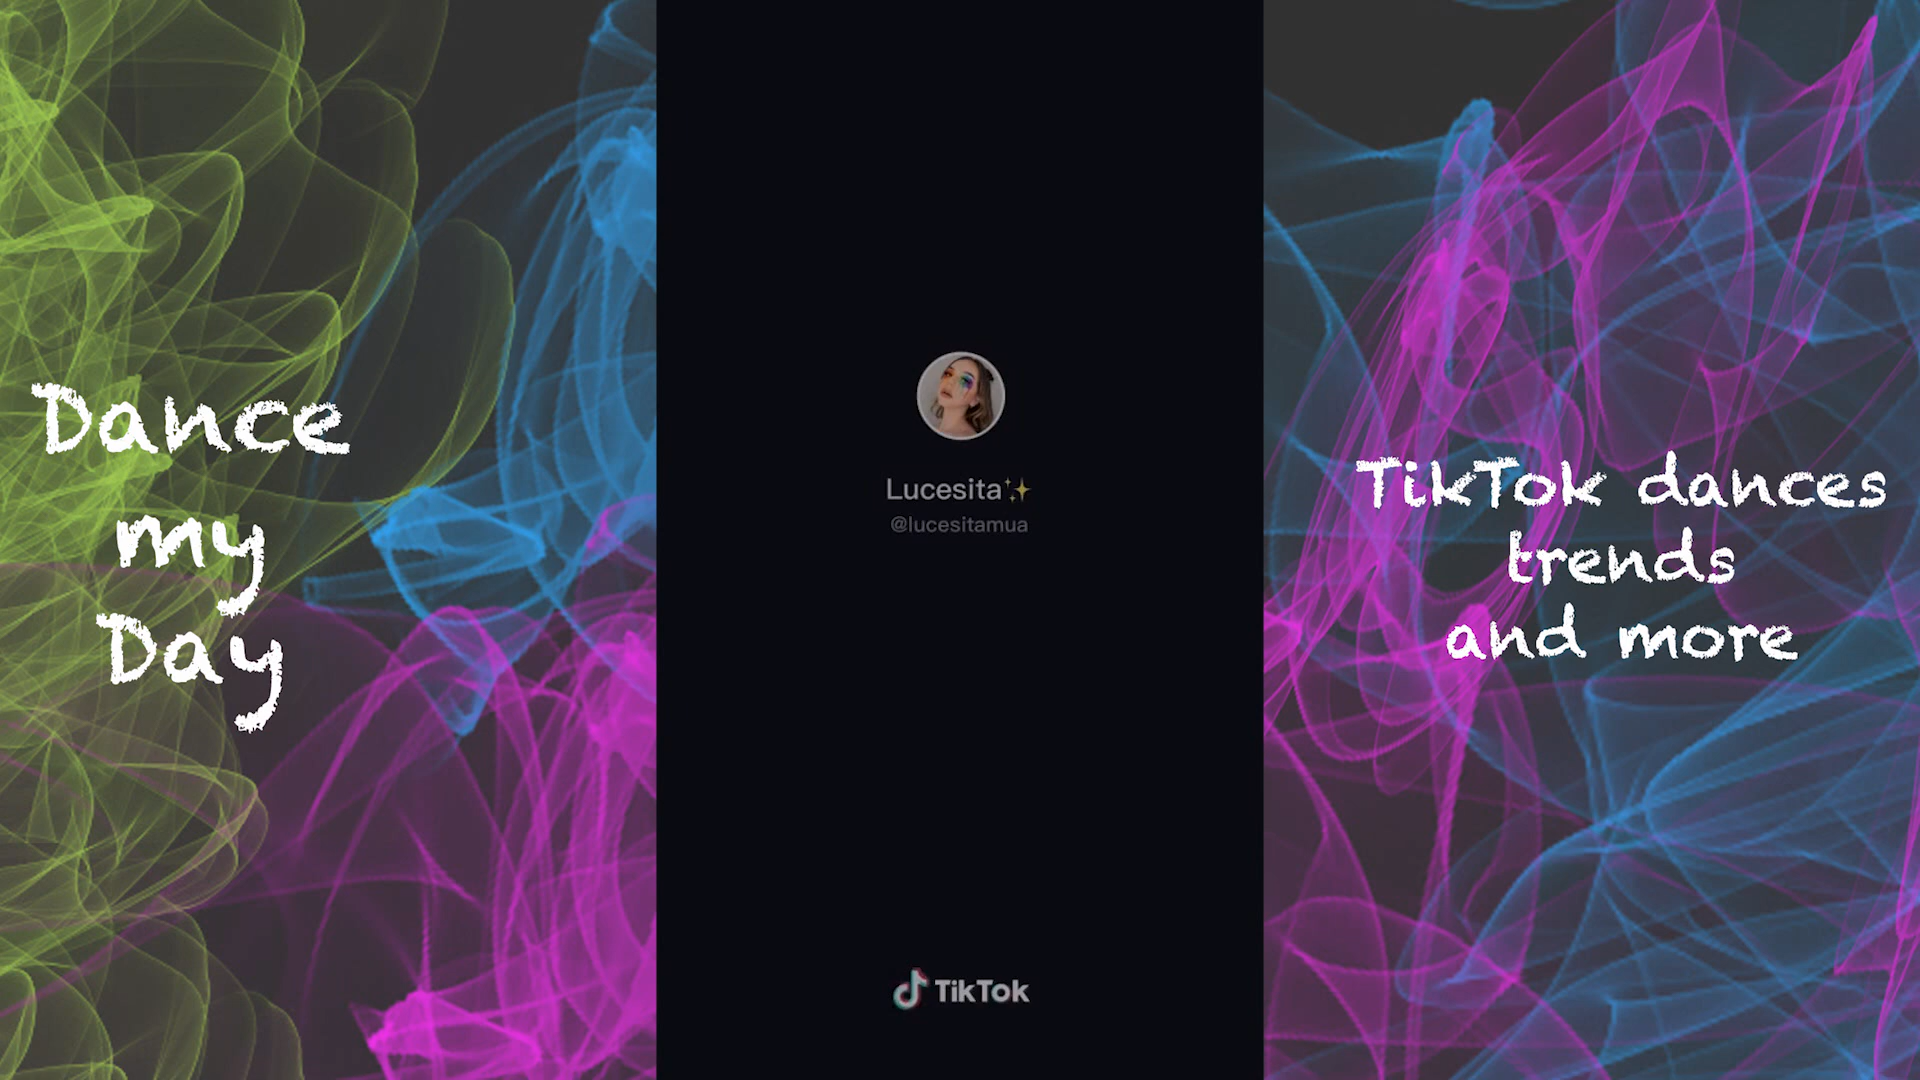 Dance
my
Day
Lucesita✨
@lucesitamua
TikTok
TikTok dances
trends
and more